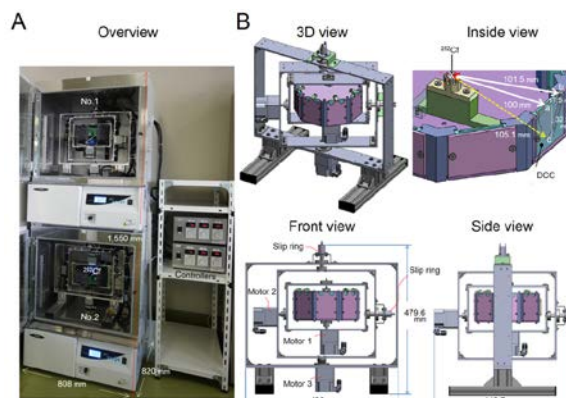 A
Overview
No.1
1,550 mm
²⁵²Cf
No.2
Controllers
808 mm
820 mm
B
3D view
Inside view
²⁵²Cf
101.5 mm
100 mm
105.1 mm
32
DCC
Front view
Side view
Slip ring
Slip ring
Motor 2
479.6 mm
Motor 1
Motor 3